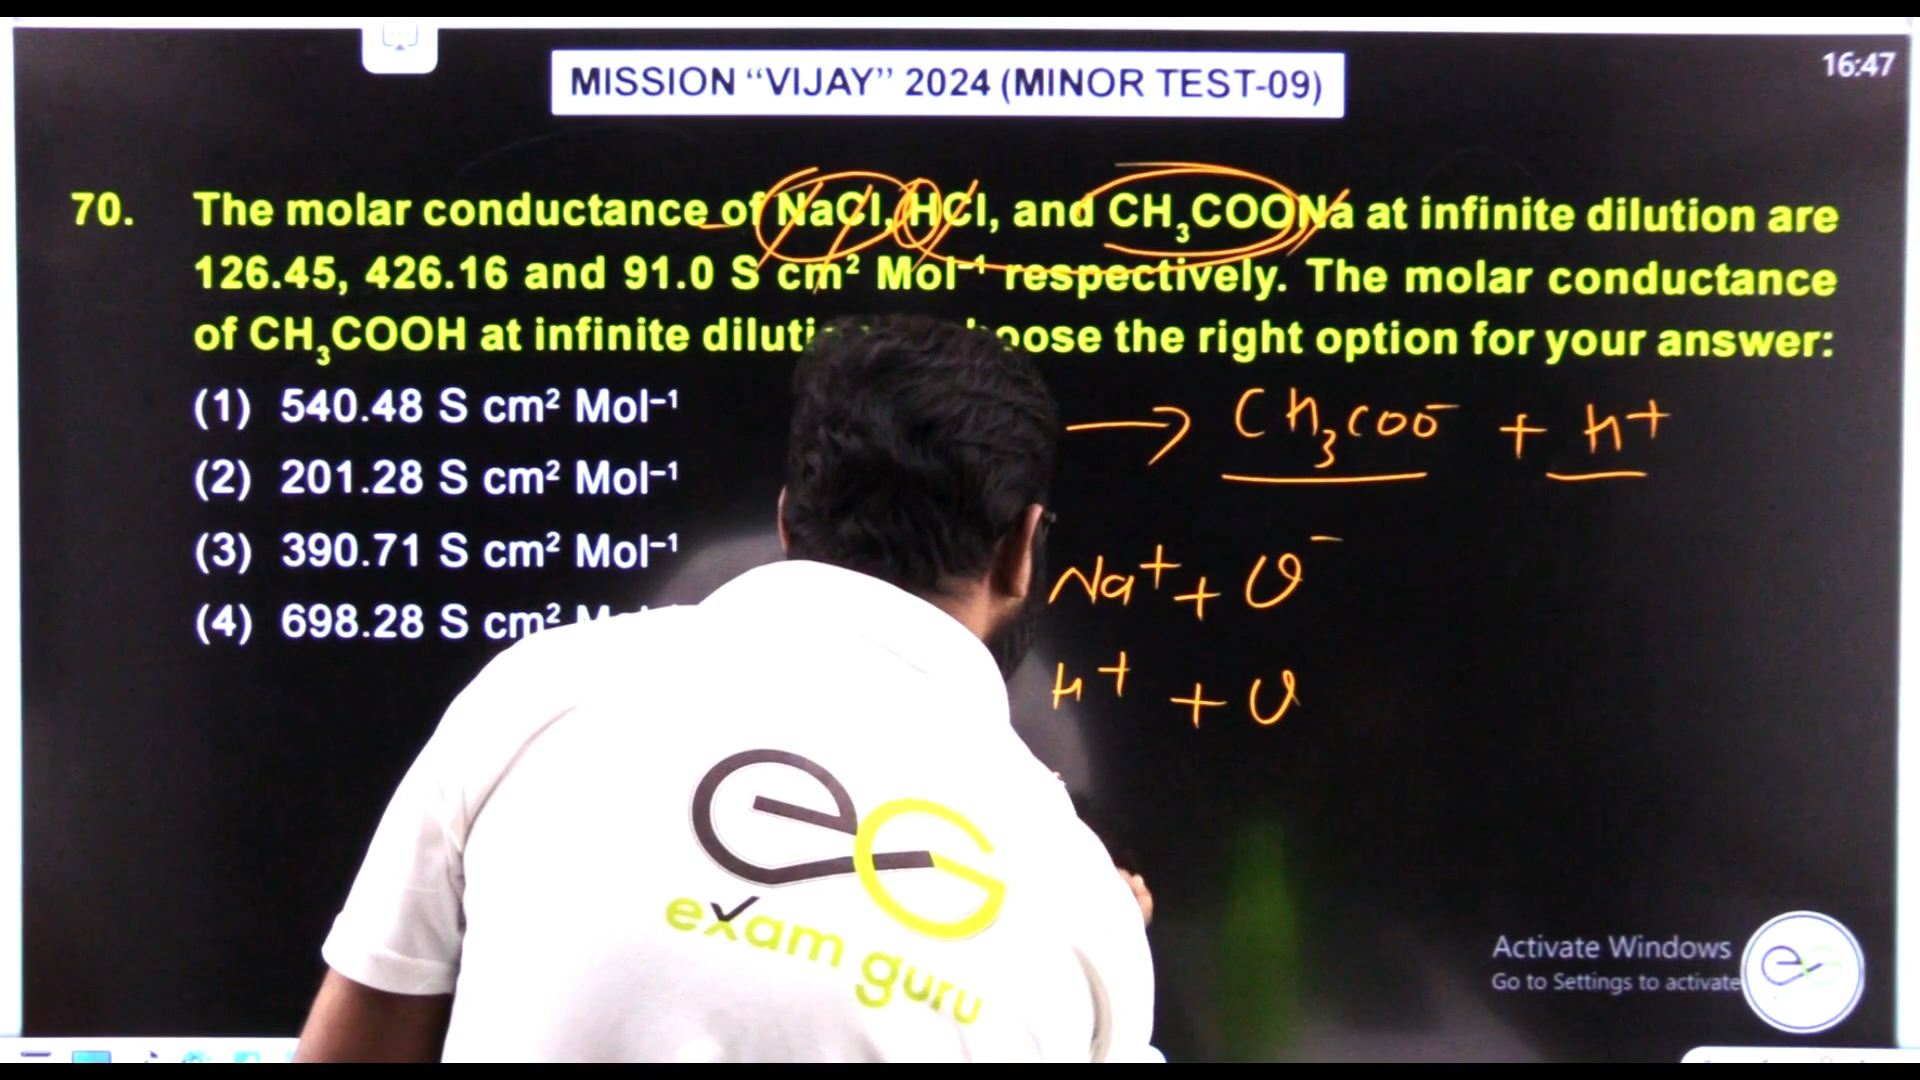 16:47
MISSION “VIJAY” 2024 (MINOR TEST-09)
70. The molar conductance of NaCl, HCl, and CH₃COONa at infinite dilution are
126.45, 426.16 and 91.0 S cm² Mol⁻¹ respectively. The molar conductance
of CH₃COOH at infinite the right option for your answer:
(1) 540.48 S cm² Mol⁻¹
(2) 201.28 S cm² Mol⁻¹
(3) 390.71 S cm² Mol⁻¹
(4) 698.28 S cm²
→ CH₃COO⁻ + H⁺
Na⁺ + Cl⁻
H⁺ + Cl
exam guru
Activate Windows
Go to Settings to activate